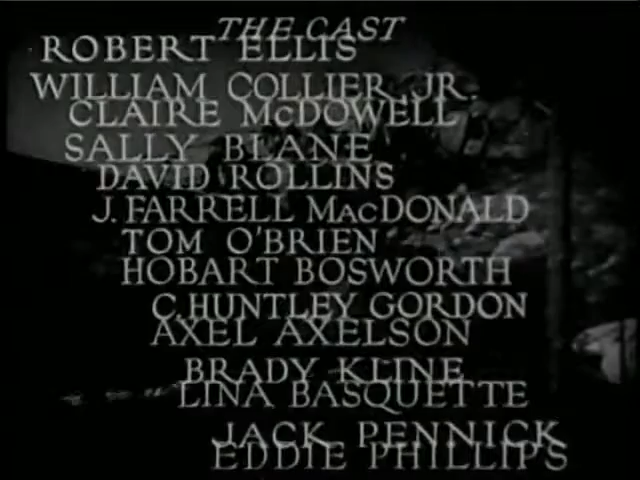 THE CAST
ROBERT ELLIS
WILLIAM COLLIER, JR.
CLAIRE McDOWELL
SALLY BLANE
DAVID ROLLINS
J. FARRELL MacDONALD
TOM O'BRIEN
HOBART BOSWORTH
C. HUNTLEY GORDON
AXEL AXELSON
BRADY KLINE
LINA BASQUETTE
JACK PENNICK
EDDIE PHILLIPS